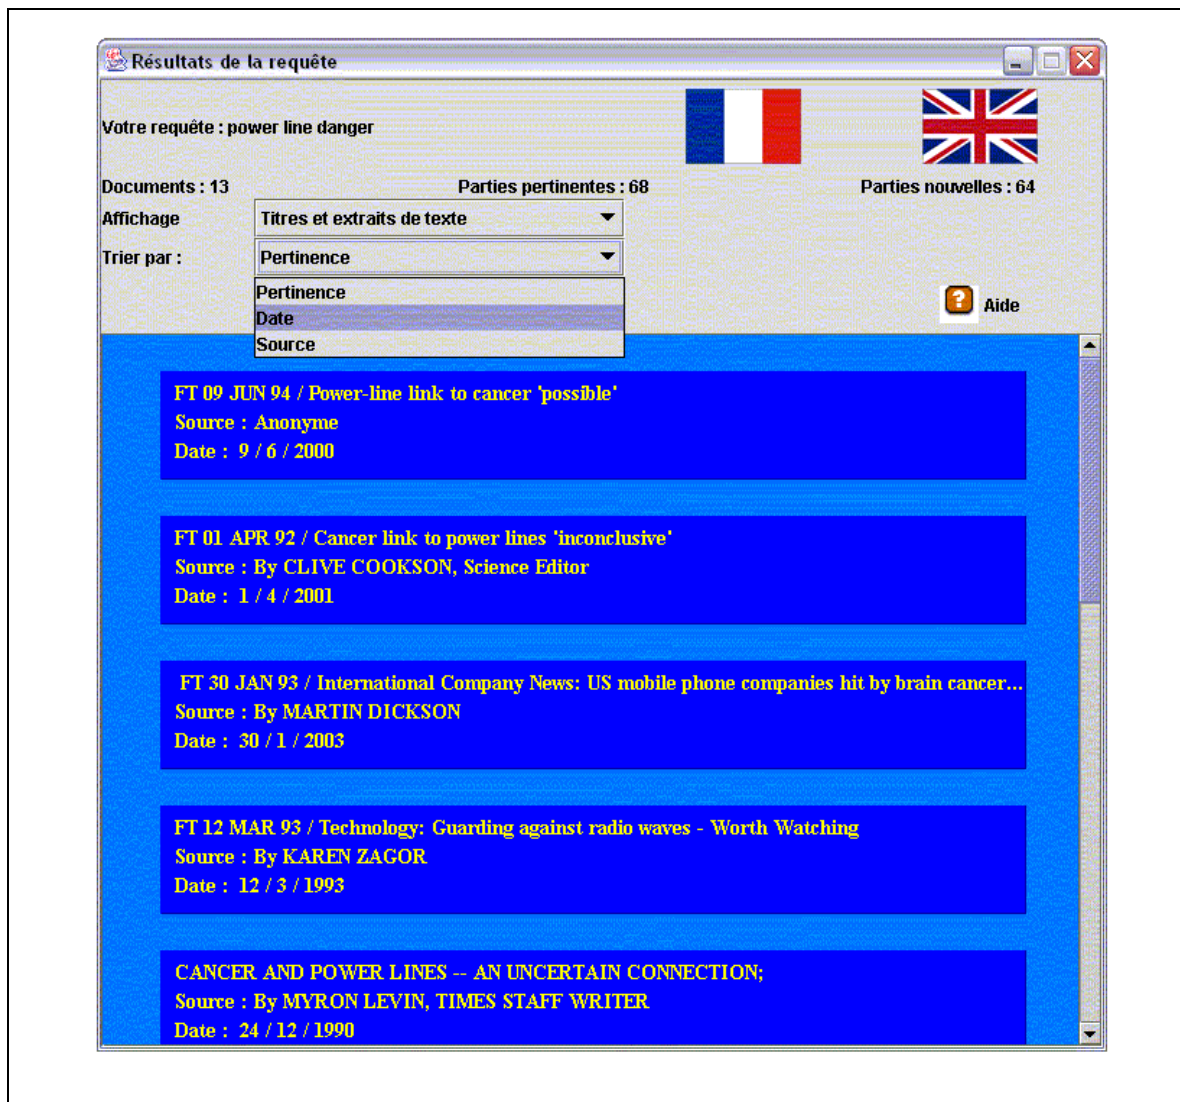 Résultats de la requête
Votre requête : power line danger
Documents : 13 Parties pertinentes : 68 Parties nouvelles : 64
Affichage Titres et extraits de texte
Trier par : Pertinence
Pertinence
Date
Source
? Aide
FT 09 JUN 94 / Power-line link to cancer 'possible'
Source : Anonyme
Date : 9 / 6 / 2000
FT 01 APR 92 / Cancer link to power lines 'inconclusive'
Source : By CLIVE COOKSON, Science Editor
Date : 1 / 4 / 2001
FT 30 JAN 93 / International Company News: US mobile phone companies hit by brain cancer...
Source : By MARTIN DICKSON
Date : 30 / 1 / 2003
FT 12 MAR 93 / Technology: Guarding against radio waves - Worth Watching
Source : By KAREN ZAGOR
Date : 12 / 3 / 1993
CANCER AND POWER LINES -- AN UNCERTAIN CONNECTION;
Source : By MYRON LEVIN, TIMES STAFF WRITER
Date : 24 / 12 / 1990